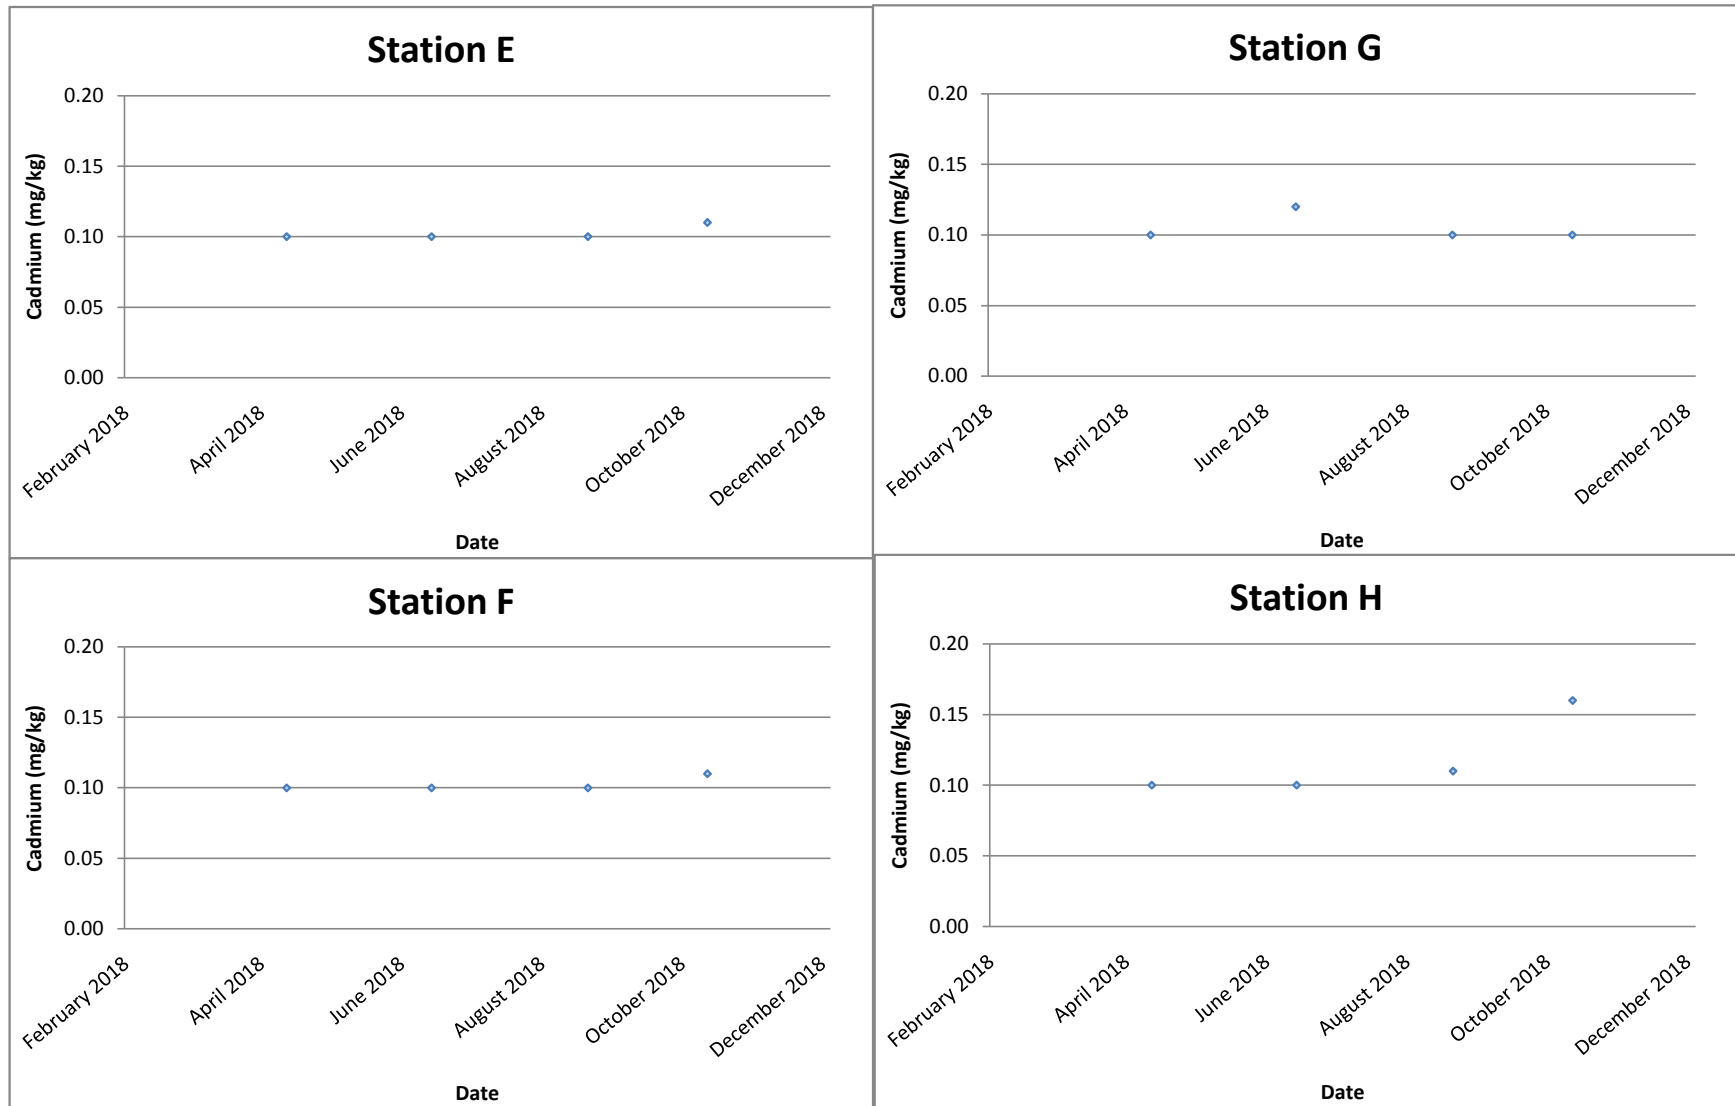 Station E
Cadmium (mg/kg)
0.20
0.15
0.10
0.05
0.00
February 2018
April 2018
June 2018
August 2018
October 2018
December 2018
Date
Station G
Cadmium (mg/kg)
0.20
0.15
0.10
0.05
0.00
February 2018
April 2018
June 2018
August 2018
October 2018
December 2018
Date
Station F
Cadmium (mg/kg)
0.20
0.15
0.10
0.05
0.00
February 2018
April 2018
June 2018
August 2018
October 2018
December 2018
Date
Station H
Cadmium (mg/kg)
0.20
0.15
0.10
0.05
0.00
February 2018
April 2018
June 2018
August 2018
October 2018
December 2018
Date